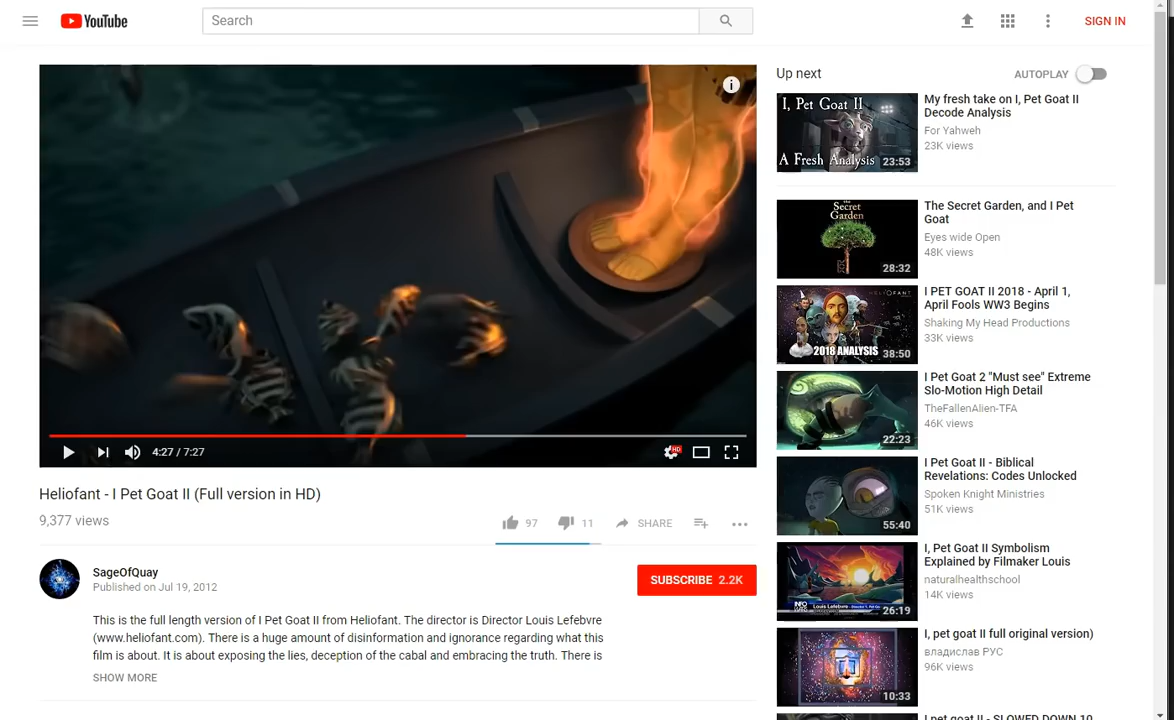 YouTube
Search
SIGN IN
i
HD
4:27 / 7:27
Heliofant - I Pet Goat II (Full version in HD)
9,377 views
97
11
SHARE
SageOfQuay
Published on Jul 19, 2012
SUBSCRIBE 2.2K
This is the full length version of I Pet Goat II from Heliofant. The director is Director Louis Lefebvre
(www.heliofant.com). There is a huge amount of disinformation and ignorance regarding what this
film is about. It is about exposing the lies, deception of the cabal and embracing the truth. There is
SHOW MORE
Up next
AUTOPLAY
I, Pet Goat II
A Fresh Analysis
23:53
My fresh take on I, Pet Goat II
Decode Analysis
For Yahweh
23K views
the
Secret
Garden
28:32
The Secret Garden, and I Pet
Goat
Eyes wide Open
48K views
HELIOFANT
2018 ANALYSIS
38:50
I PET GOAT II 2018 - April 1,
April Fools WW3 Begins
Shaking My Head Productions
33K views
22:23
I Pet Goat 2 "Must see" Extreme
Slo-Motion High Detail
TheFallenAlien-TFA
46K views
55:40
I Pet Goat II - Biblical
Revelations: Codes Unlocked
Spoken Knight Ministries
51K views
Louis Lefebvre
26:19
I, Pet Goat II Symbolism
Explained by Filmaker Louis
naturalhealthschool
14K views
10:33
I, pet goat II full original version)
владислав РУС
96K views
I pet goat II - SLOWED DOWN 10